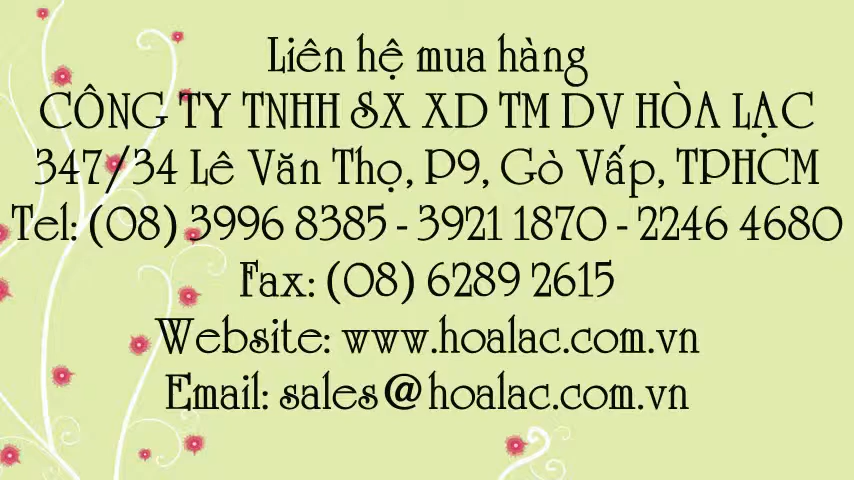 Liên hệ mua hàng
CÔNG TY TNHH SX XD TM DV HÒA LẠC
347/34 Lê Văn Thọ, P9, Gò Vấp, TPHCM
Tel: (08) 3996 8385 - 3921 1870 - 2246 4680
Fax: (08) 6289 2615
Website: www.hoalac.com.vn
Email: sales@hoalac.com.vn